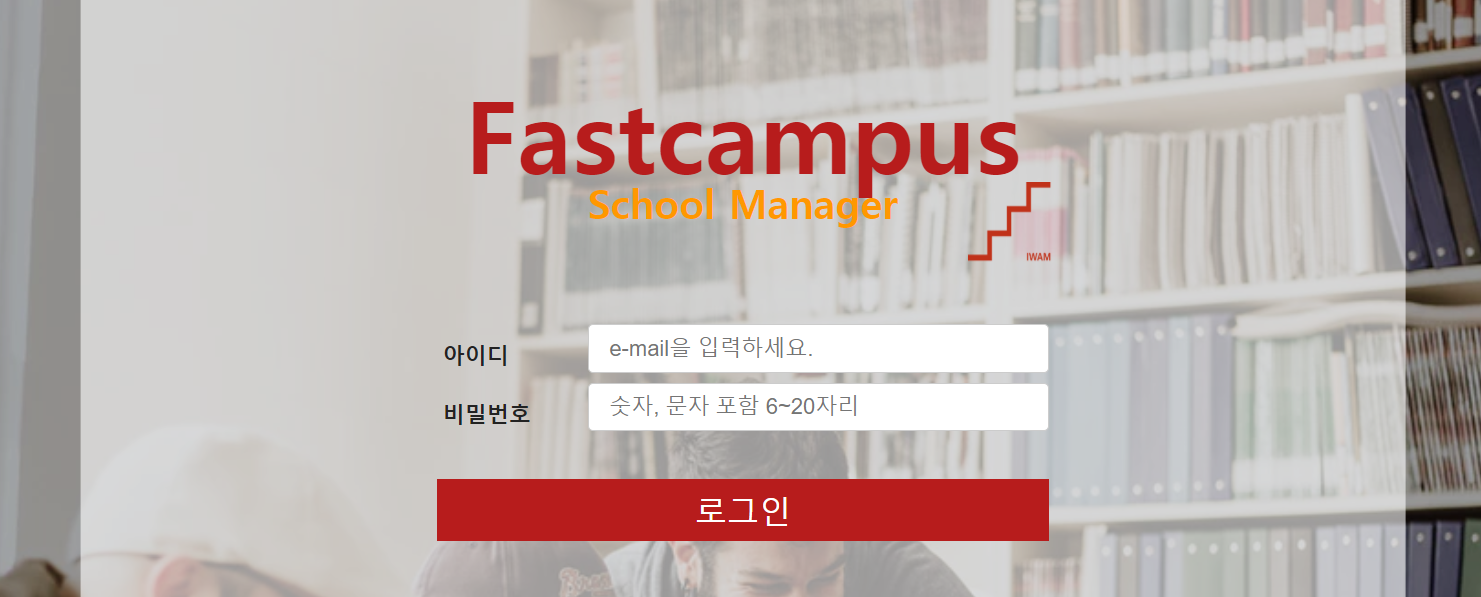 Fastcampus
School Manager
IWAM
아이디
e-mail을 입력하세요.
비밀번호
숫자, 문자 포함 6~20자리
로그인